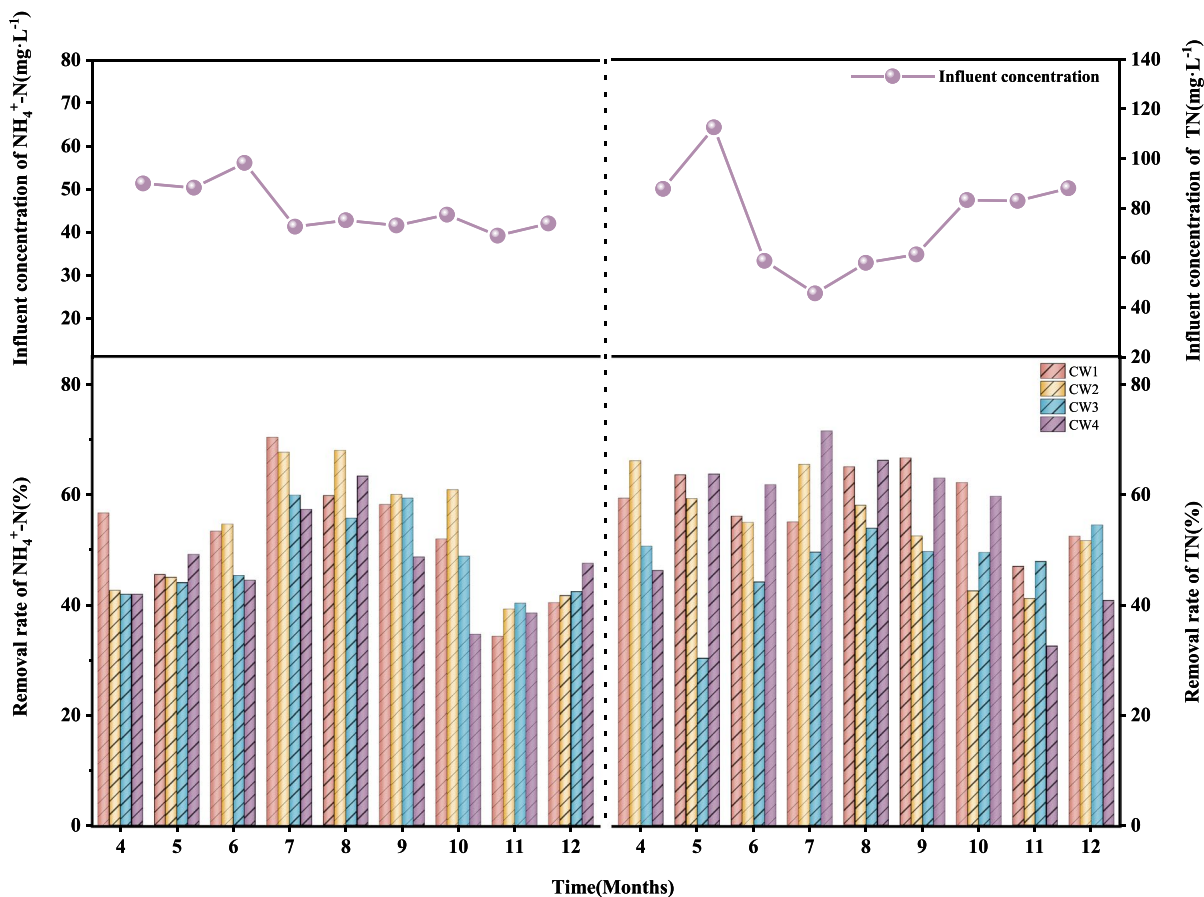 Influent concentration of NH₄⁺-N(mg·L⁻¹)
80
70
60
50
40
30
20
Influent concentration
140
120
100
80
60
40
20
Influent concentration of TN(mg·L⁻¹)
Removal rate of NH₄⁺-N(%)
80
60
40
20
0
CW1
CW2
CW3
CW4
80
60
40
20
0
Removal rate of TN(%)
4 5 6 7 8 9 10 11 12 4 5 6 7 8 9 10 11 12
Time(Months)